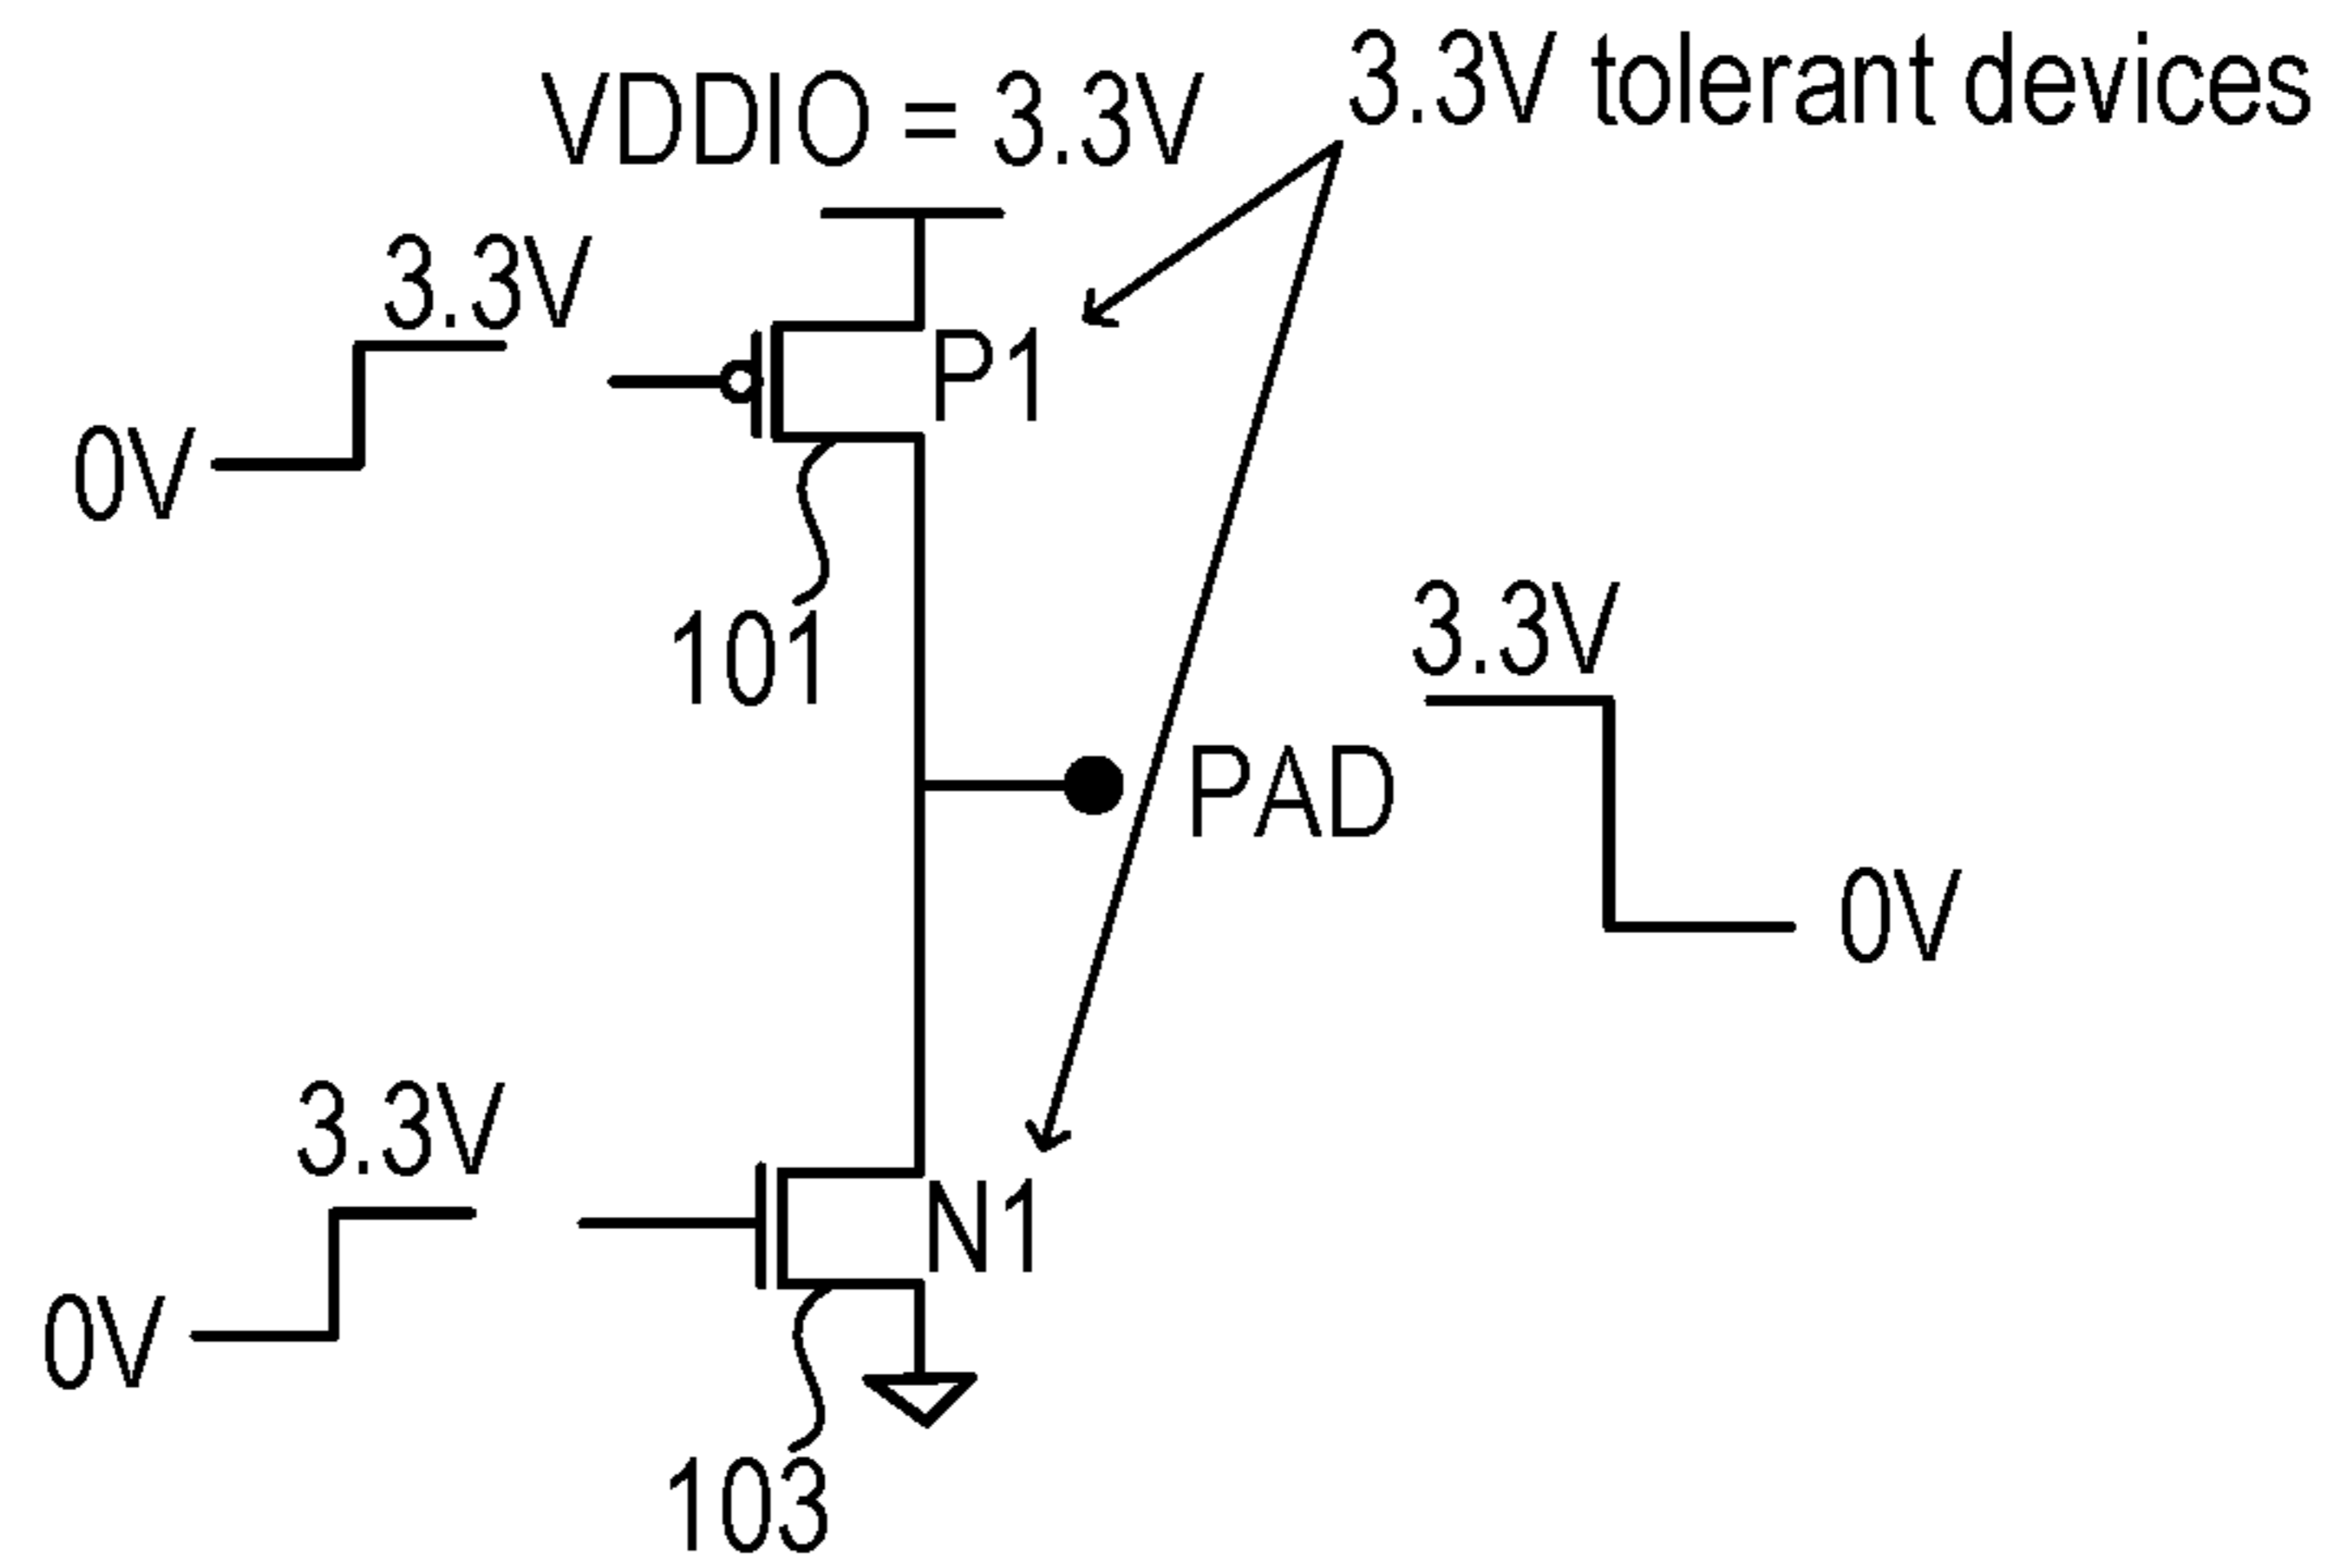 3.3V tolerant devices
VDDIO = 3.3V
3.3V
P1
0V
101
3.3V
PAD
0V
3.3V
N1
0V
103